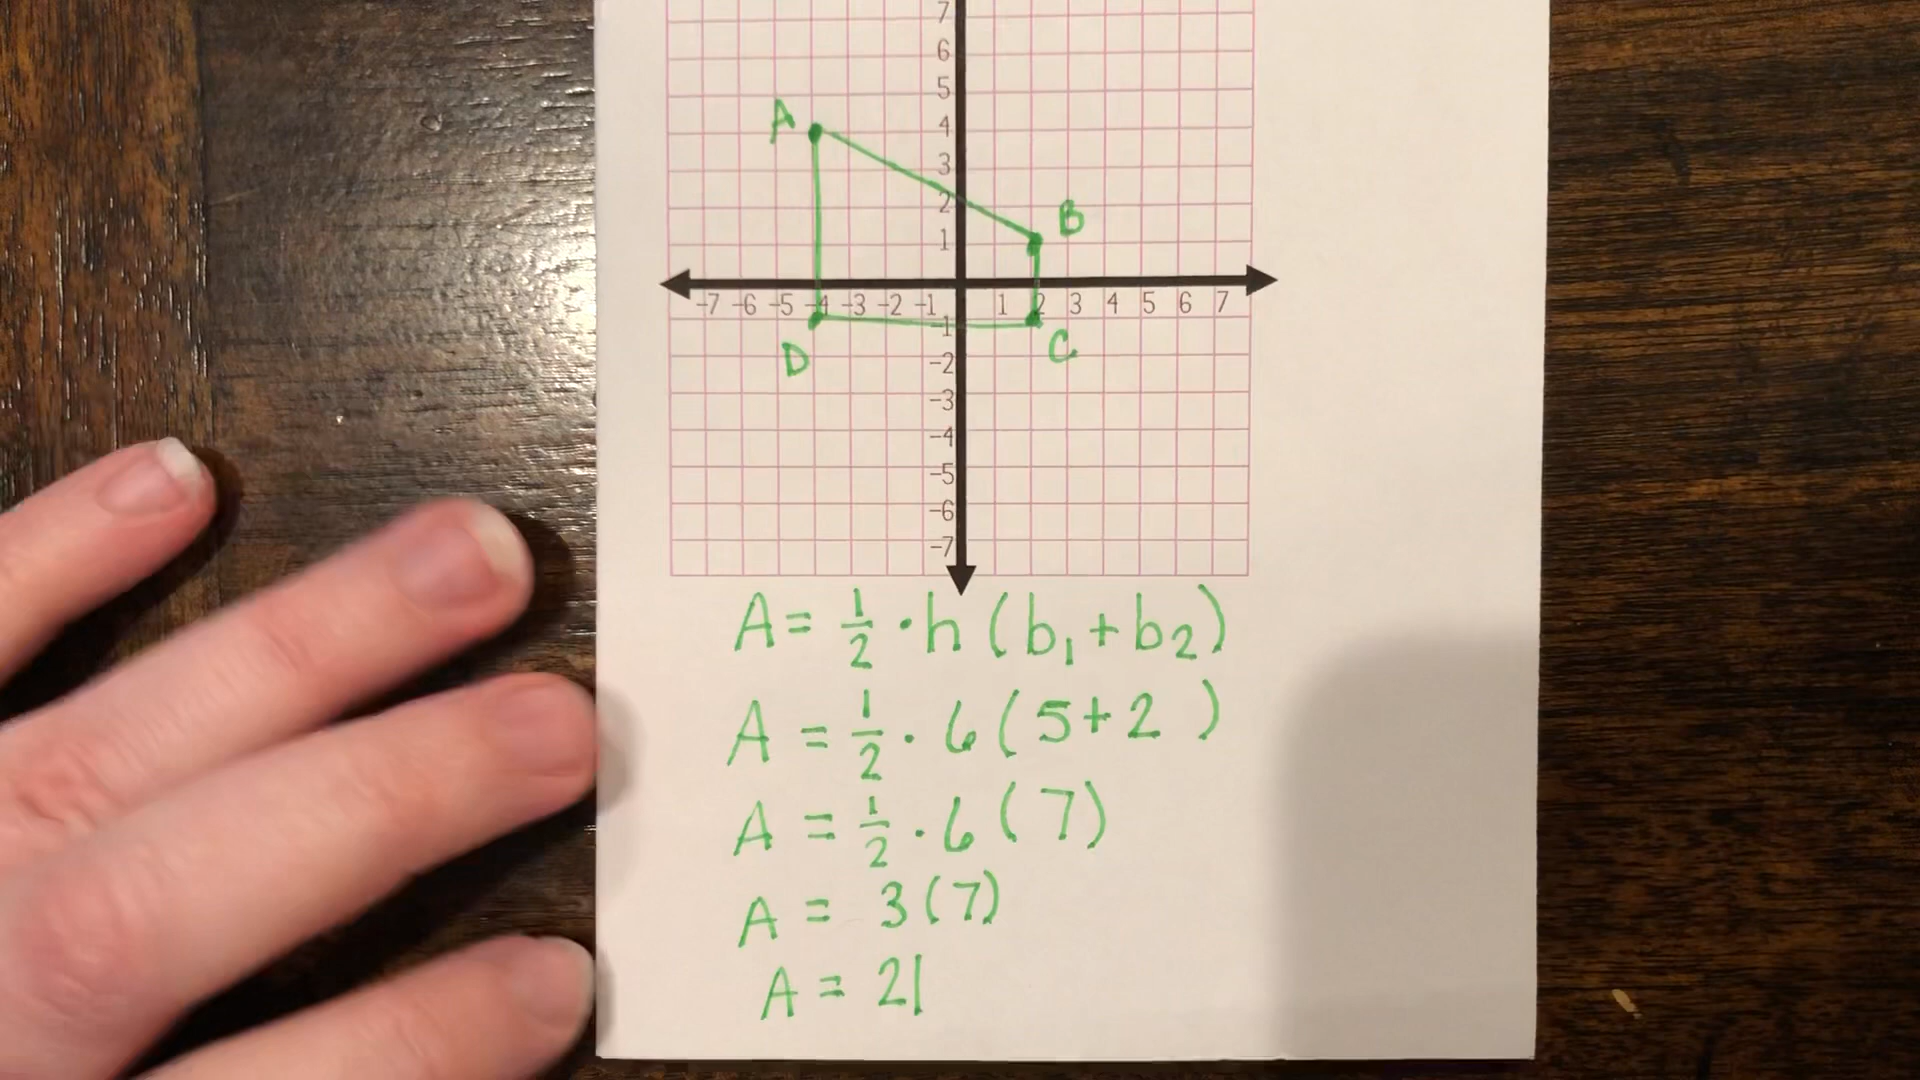 7
6
5
A
4
3
2
B
1
-7 -6 -5 -4 -3 -2 -1 1 2 3 4 5 6 7
-1
D
C
-2
-3
-4
-5
-6
-7
A = 1/2 · h (b₁ + b₂)
A = 1/2 · 6 (5 + 2)
A = 1/2 · 6 (7)
A = 3 (7)
A = 21